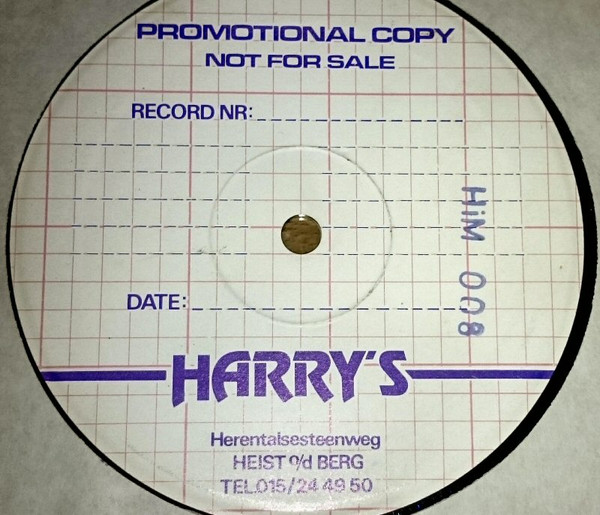 PROMOTIONAL COPY
NOT FOR SALE
RECORD NR:
HiM 008
DATE:
HARRY'S
Herentalsesteenweg
HEIST o/d BERG
TEL.015/24 49 50